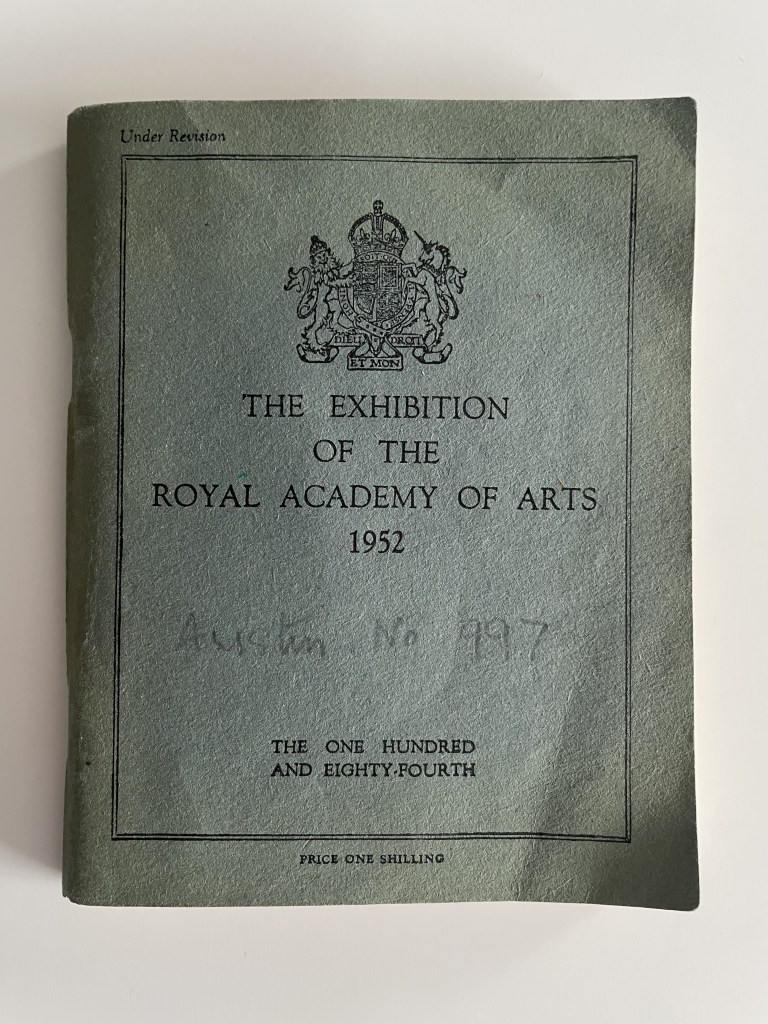 Under Revision
DIEU DROIT
ET MON
THE EXHIBITION
OF THE
ROYAL ACADEMY OF ARTS
1952
Austin No 997
THE ONE HUNDRED
AND EIGHTY-FOURTH
PRICE ONE SHILLING